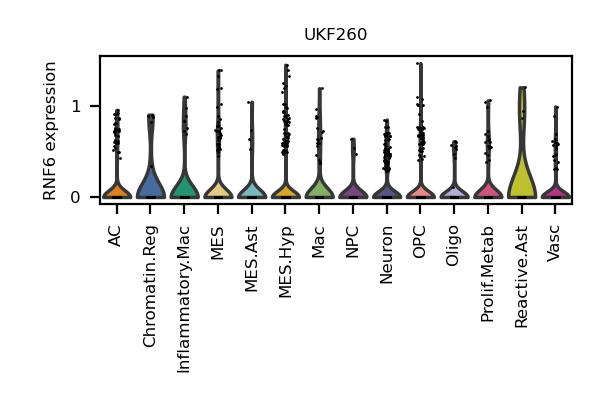 UKF260
RNF6 expression
1
0
AC
Chromatin.Reg
Inflammatory.Mac
MES
MES.Ast
MES.Hyp
Mac
NPC
Neuron
OPC
Oligo
Prolif.Metab
Reactive.Ast
Vasc